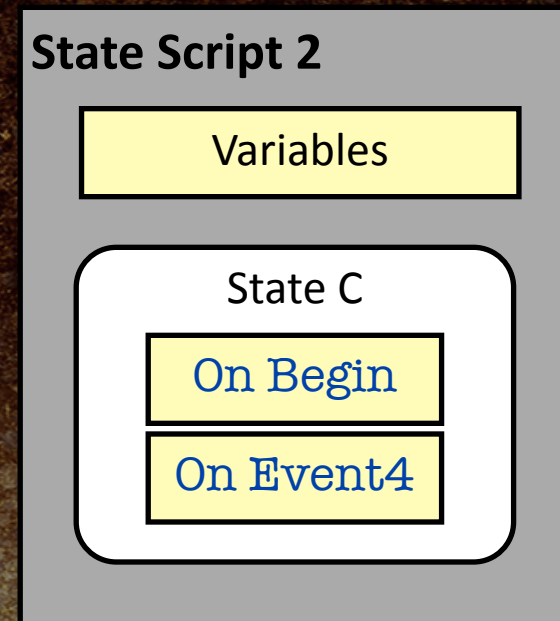 State Script 2
Variables
State C
On Begin
On Event4